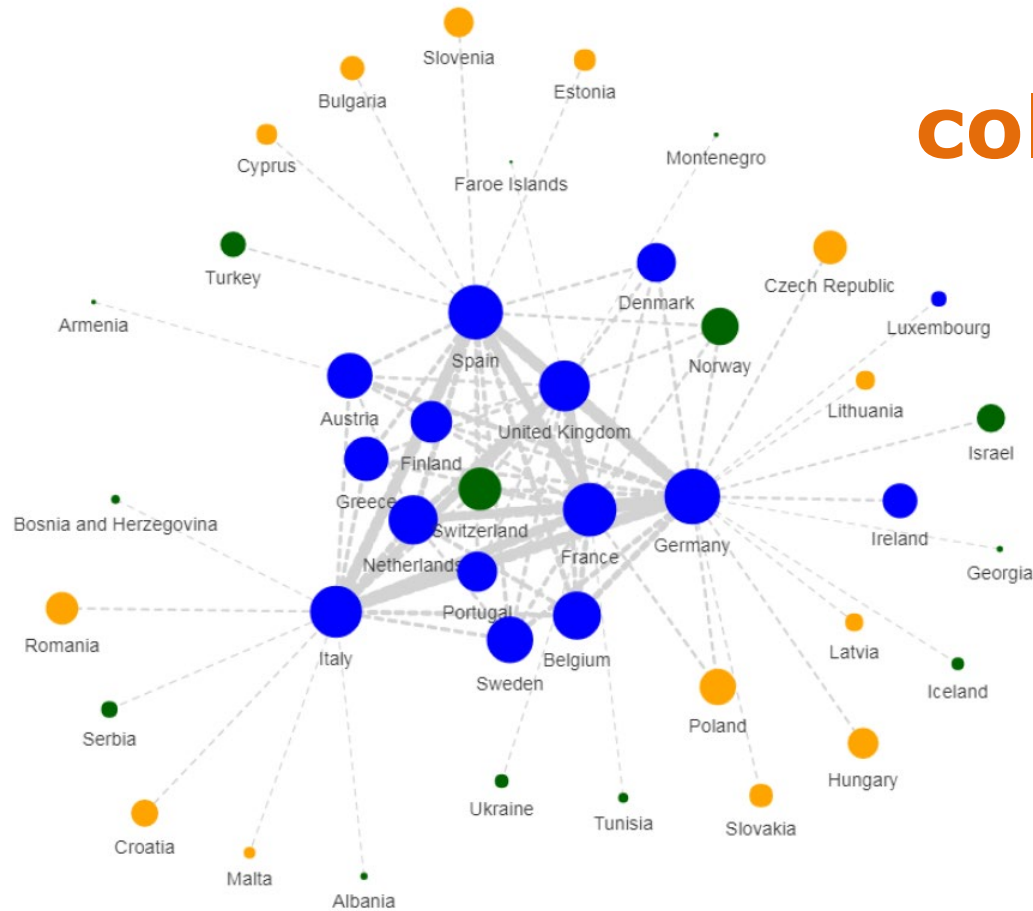 Slovenia
Bulgaria
Estonia
Cyprus
Faroe Islands
Montenegro
Turkey
Denmark
Czech Republic
Armenia
Luxembourg
Spain
Norway
Austria
United Kingdom
Lithuania
Finland
Israel
Greece
Switzerland
Bosnia and Herzegovina
Netherlands
France
Germany
Ireland
Georgia
Portugal
Romania
Italy
Belgium
Latvia
Sweden
Iceland
Serbia
Poland
Hungary
Ukraine
Tunisia
Slovakia
Croatia
Malta
Albania